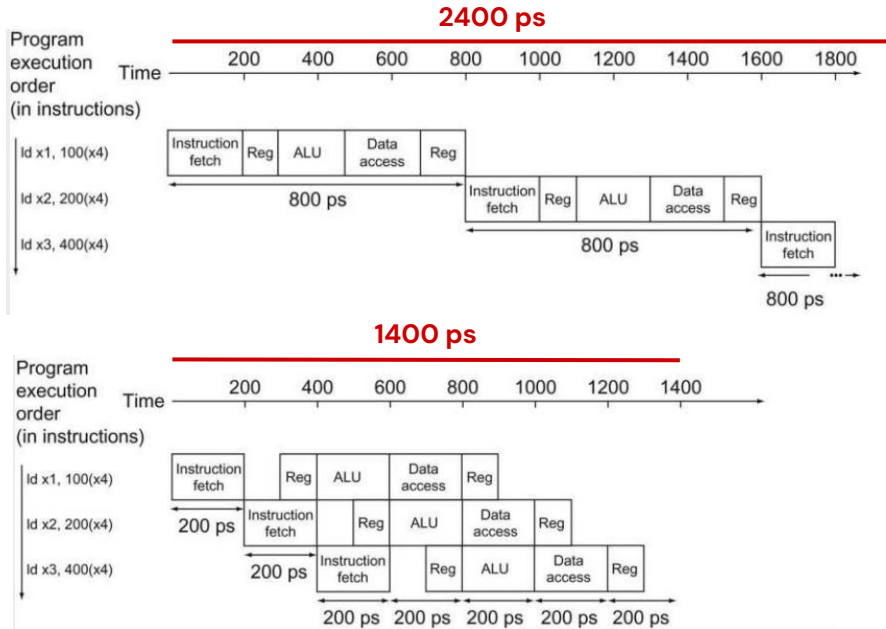 2400 ps
Program
execution
order
(in instructions)
Time
200 400 600 800 1000 1200 1400 1600 1800
ld x1, 100(x4)
Instruction
fetch
Reg
ALU
Data
access
Reg
800 ps
ld x2, 200(x4)
Instruction
fetch
Reg
ALU
Data
access
Reg
800 ps
ld x3, 400(x4)
Instruction
fetch
...
800 ps
1400 ps
Program
execution
order
(in instructions)
Time
200 400 600 800 1000 1200 1400
ld x1, 100(x4)
Instruction
fetch
Reg
ALU
Data
access
Reg
200 ps
ld x2, 200(x4)
Instruction
fetch
Reg
ALU
Data
access
Reg
200 ps
ld x3, 400(x4)
Instruction
fetch
Reg
ALU
Data
access
Reg
200 ps 200 ps 200 ps 200 ps 200 ps